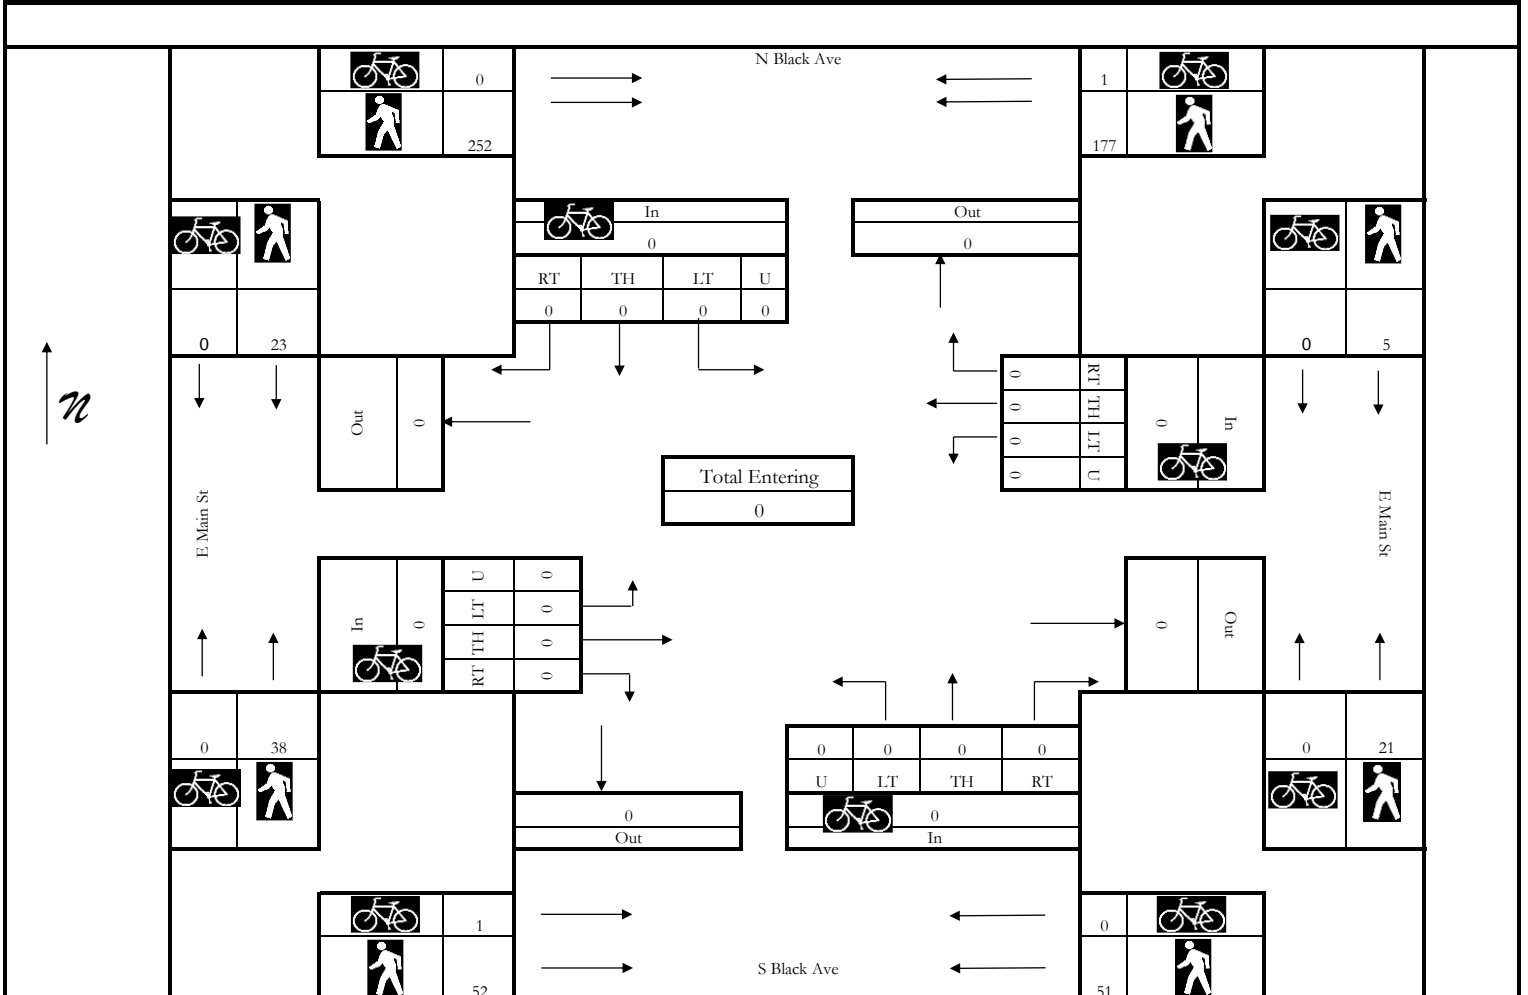 N Black Ave
0
1
252
177
In
Out
0
0
RT TH LT U
0 0 0 0
0 23
0 5
N
Out 0
0 RT
0 TH
0 LT
0 U
0 In
Total Entering
0
E Main St
E Main St
In 0
U 0
LT 0
TH 0
RT 0
0 Out
0 38
0 21
0 0 0 0
U LT TH RT
0
Out
0
In
1
0
S Black Ave
52
51